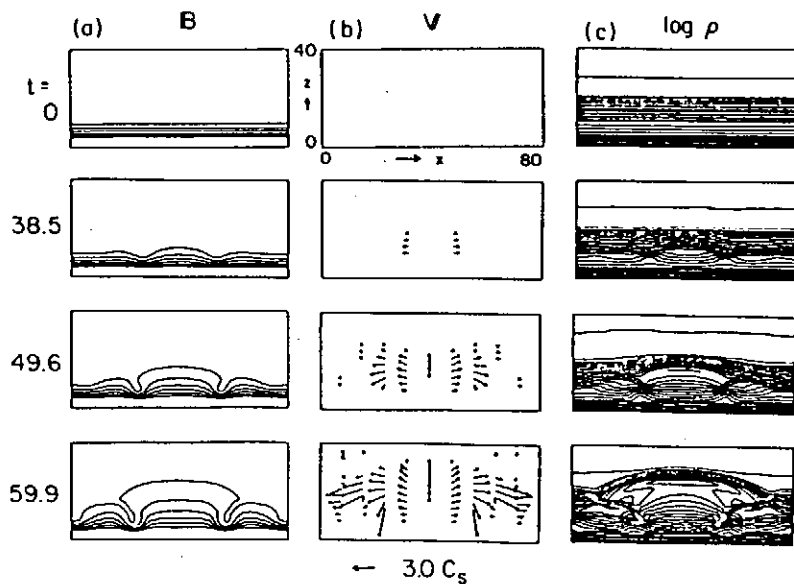 (a) B (b) V (c) log ρ
t = 0
40
z
↑
0
0 → x 80
38.5
49.6
59.9
← 3.0 Cs